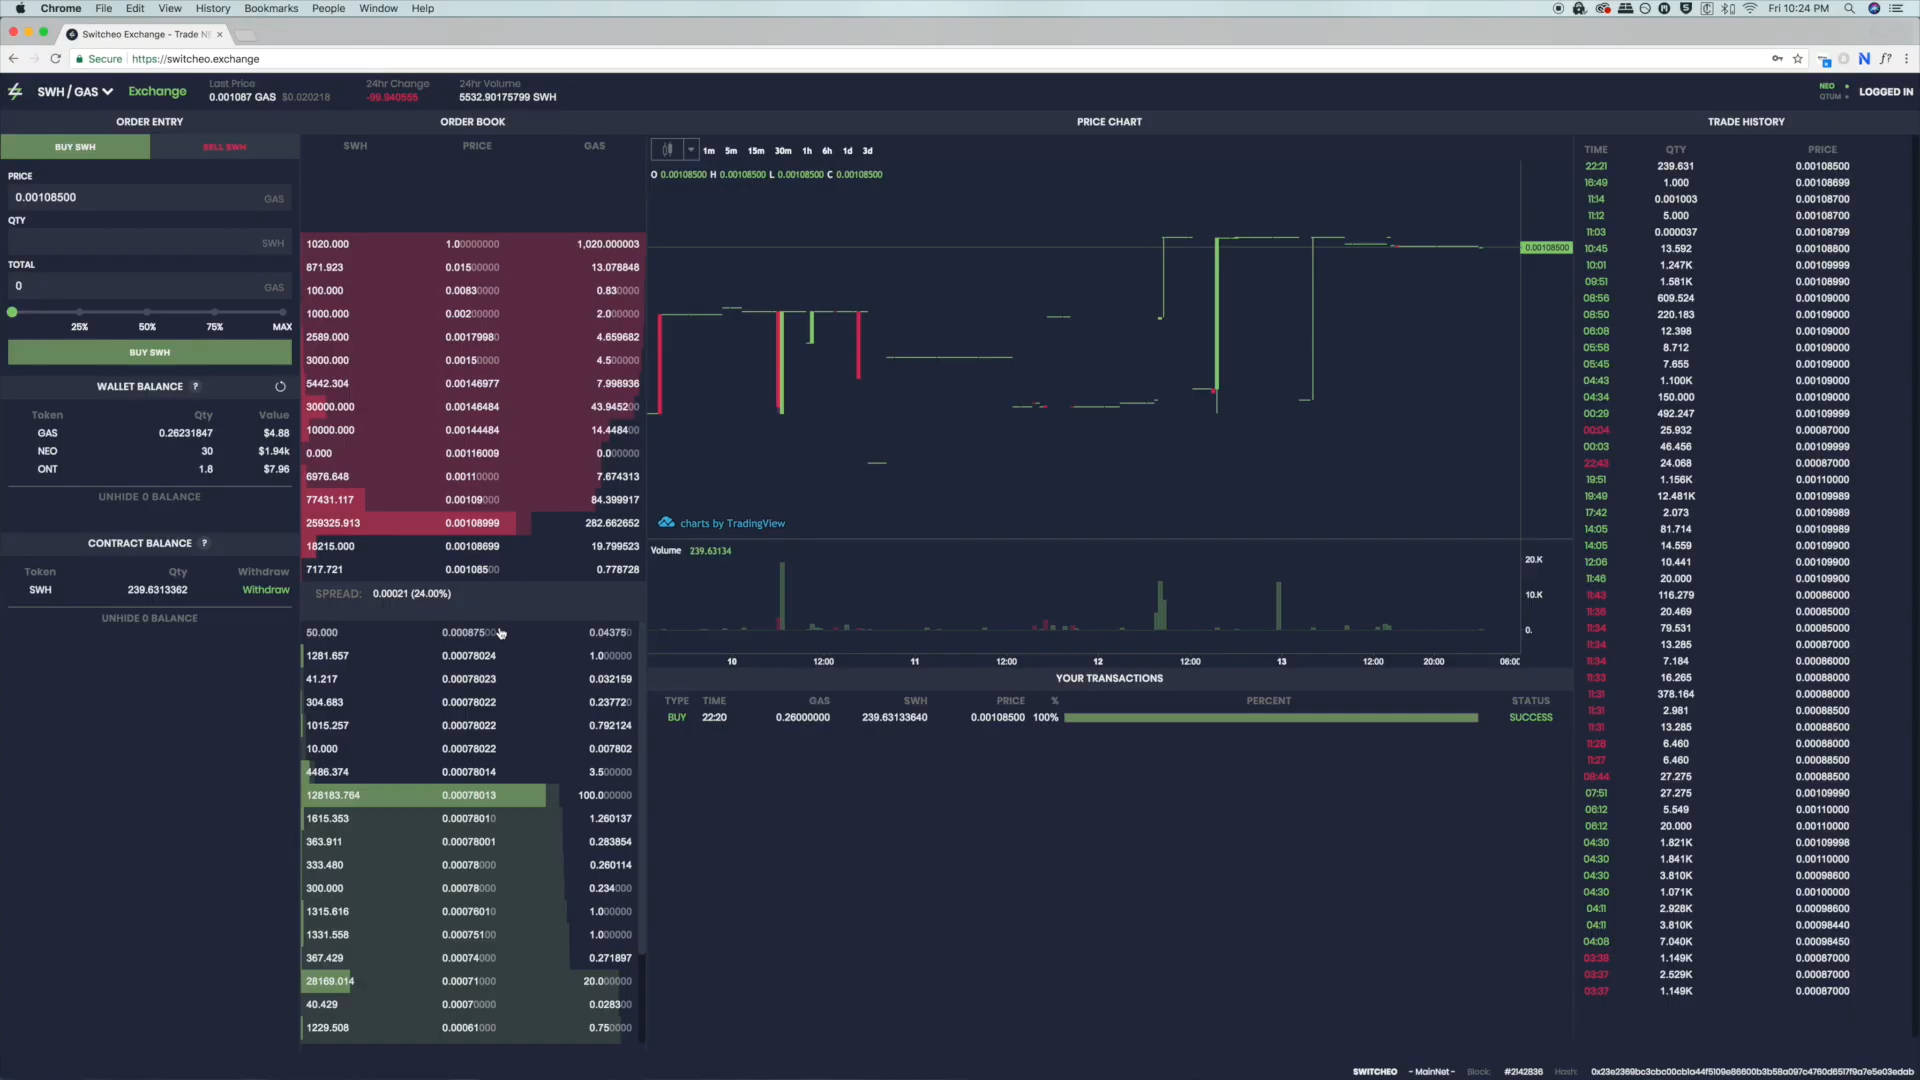 Chrome File Edit View History Bookmarks People Window Help
Fri 10:24 PM
Switcheo Exchange - Trade NE
Secure https://switcheo.exchange
SWH / GAS
Exchange
Last Price
0.001087 GAS $0.020218
24hr Change
-99.940565
24hr Volume
5532.90175799 SWH
NEO
QTUM
LOGGED IN
ORDER ENTRY
BUY SWH
SELL SWH
PRICE
0.00108500 GAS
QTY
SWH
TOTAL
0 GAS
25% 50% 75% MAX
BUY SWH
WALLET BALANCE ?
Token Qty Value
GAS 0.26231847 $4.88
NEO 30 $1.94k
ONT 1.8 $7.96
UNHIDE 0 BALANCE
CONTRACT BALANCE ?
Token Qty Withdraw
SWH 239.6313362 Withdraw
UNHIDE 0 BALANCE
ORDER BOOK
SWH PRICE GAS
1020.000 1.00000000 1,020.000003
871.923 0.01500000 13.078848
100.000 0.00830000 0.830000
1000.000 0.00200000 2.000000
2589.000 0.00179980 4.659682
3000.000 0.00150000 4.500000
5442.304 0.00146977 7.998936
30000.000 0.00146484 43.945200
10000.000 0.00144484 14.448400
0.000 0.00116009 0.000000
6976.648 0.00110000 7.674313
77431.117 0.00109000 84.399917
259325.913 0.00108999 282.662652
18215.000 0.00108699 19.799523
717.721 0.00108500 0.778728
SPREAD: 0.00021 (24.00%)
50.000 0.00087500 0.043750
1281.657 0.00078024 1.000000
41.217 0.00078023 0.032159
304.683 0.00078022 0.237720
1015.257 0.00078022 0.792124
10.000 0.00078022 0.007802
4486.374 0.00078014 3.500000
128183.764 0.00078013 100.000000
1615.353 0.00078010 1.260137
363.911 0.00078001 0.283854
333.480 0.00078000 0.260114
300.000 0.00078000 0.234000
1315.616 0.00076010 1.000000
1331.558 0.00075100 1.000000
367.429 0.00074000 0.271897
28169.014 0.00071000 20.000000
40.429 0.00070000 0.028300
1229.508 0.00061000 0.750000
PRICE CHART
1m 5m 15m 30m 1h 6h 1d 3d
O 0.00108500 H 0.00108500 L 0.00108500 C 0.00108500
0.00108500
charts by TradingView
Volume 239.63134
20.K
10.K
0.
10 12:00 11 12:00 12 12:00 13 12:00 20:00 06:00
YOUR TRANSACTIONS
TYPE TIME GAS SWH PRICE % PERCENT STATUS
BUY 22:20 0.26000000 239.63133640 0.00108500 100% SUCCESS
TRADE HISTORY
TIME QTY PRICE
22:21 239.631 0.00108500
16:49 1.000 0.00108699
11:14 0.001003 0.00108700
11:12 5.000 0.00108700
11:03 0.000037 0.00108799
10:45 13.592 0.00108800
10:01 1.247K 0.00109999
09:51 1.581K 0.00108990
08:56 609.524 0.00109000
08:50 220.183 0.00109000
06:08 12.398 0.00109000
05:58 8.712 0.00109000
05:45 7.655 0.00109000
04:43 1.100K 0.00109000
04:34 150.000 0.00109000
00:29 492.247 0.00109999
00:04 25.932 0.00087000
00:03 46.456 0.00109999
22:43 24.068 0.00087000
19:51 1.156K 0.00110000
19:49 12.481K 0.00109989
17:42 2.073 0.00109989
14:05 81.714 0.00109989
14:05 14.559 0.00109989
12:06 10.441 0.00109900
11:46 20.000 0.00109900
11:43 116.279 0.00086000
11:36 20.469 0.00085000
11:34 79.531 0.00085000
11:34 13.285 0.00087000
11:34 7.184 0.00086000
11:33 16.265 0.00088000
11:31 378.164 0.00088000
11:31 2.981 0.00088500
11:31 13.285 0.00087000
11:28 6.460 0.00088000
11:27 6.460 0.00088000
08:44 27.275 0.00088500
07:51 27.275 0.00109990
06:12 5.549 0.00110000
06:12 20.000 0.00110000
04:30 1.821K 0.00109998
04:30 1.841K 0.00110000
04:30 3.810K 0.00098600
04:30 1.071K 0.00100000
04:11 2.928K 0.00098600
04:11 3.810K 0.00098440
04:08 7.040K 0.00098450
03:38 1.149K 0.00087000
03:37 2.529K 0.00087000
03:37 1.149K 0.00087000
SWITCHEO - MainNet - Block: #2142836 Hash: